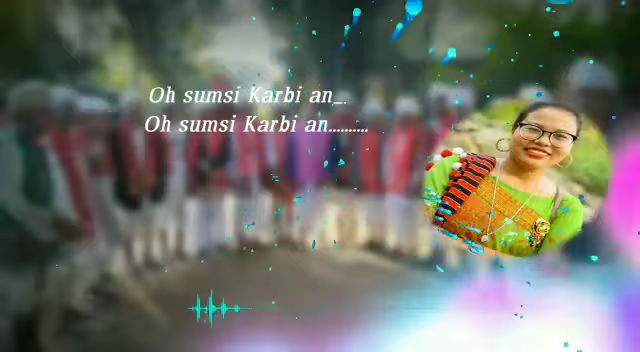 Oh sumsi Karbi an....
Oh sumsi Karbi an..........